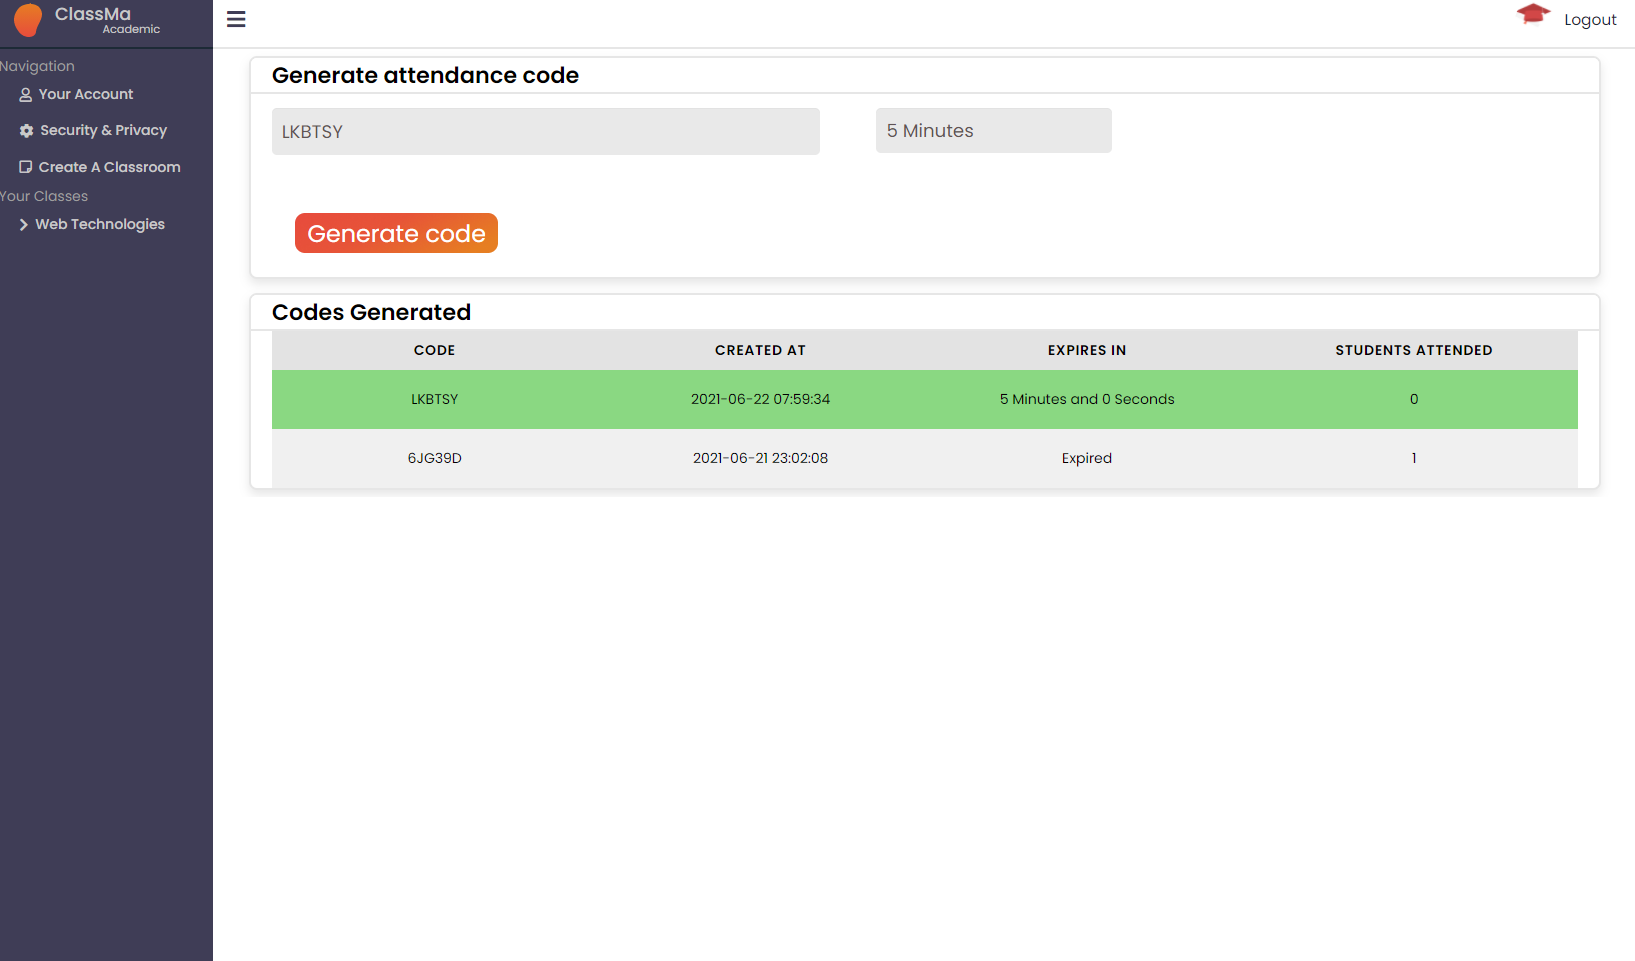 ClassMa
Academic
Logout
Navigation
Your Account
Security & Privacy
Create A Classroom
Your Classes
Web Technologies
Generate attendance code
LKBTSY 5 Minutes
Generate code
Codes Generated
CODE CREATED AT EXPIRES IN STUDENTS ATTENDED
LKBTSY 2021-06-22 07:59:34 5 Minutes and 0 Seconds 0
6JG39D 2021-06-21 23:02:08 Expired 1